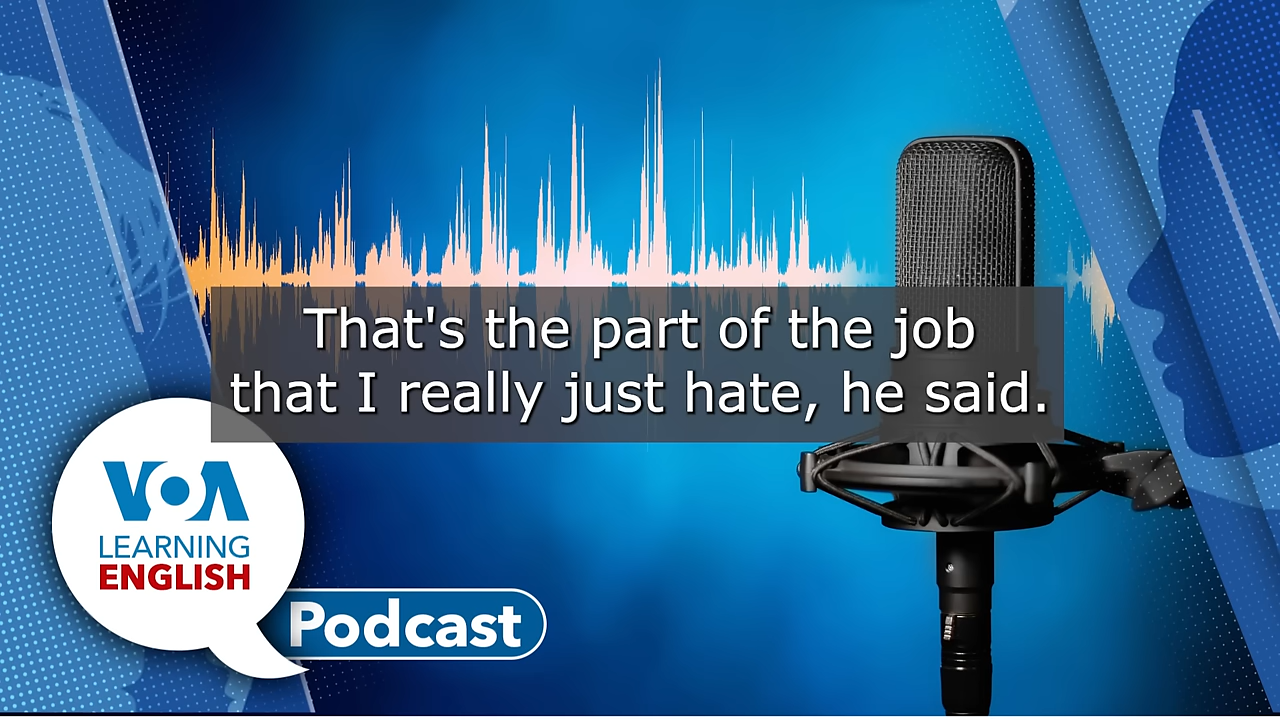 That's the part of the job
that I really just hate, he said.
VOA
LEARNING
ENGLISH
Podcast